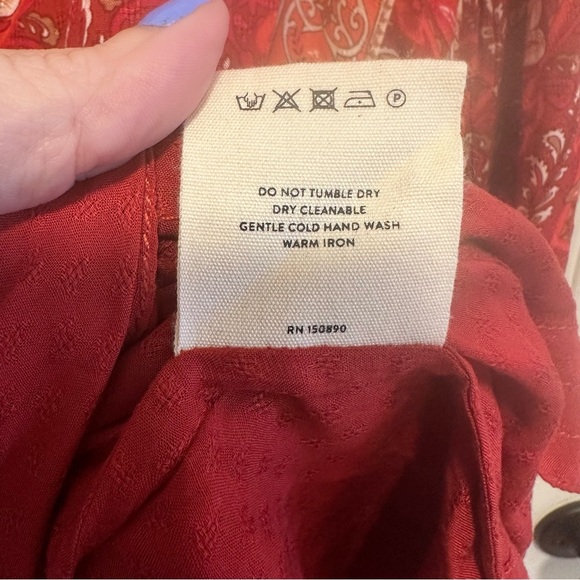 P
DO NOT TUMBLE DRY
DRY CLEANABLE
GENTLE COLD HAND WASH
WARM IRON
RN 150890